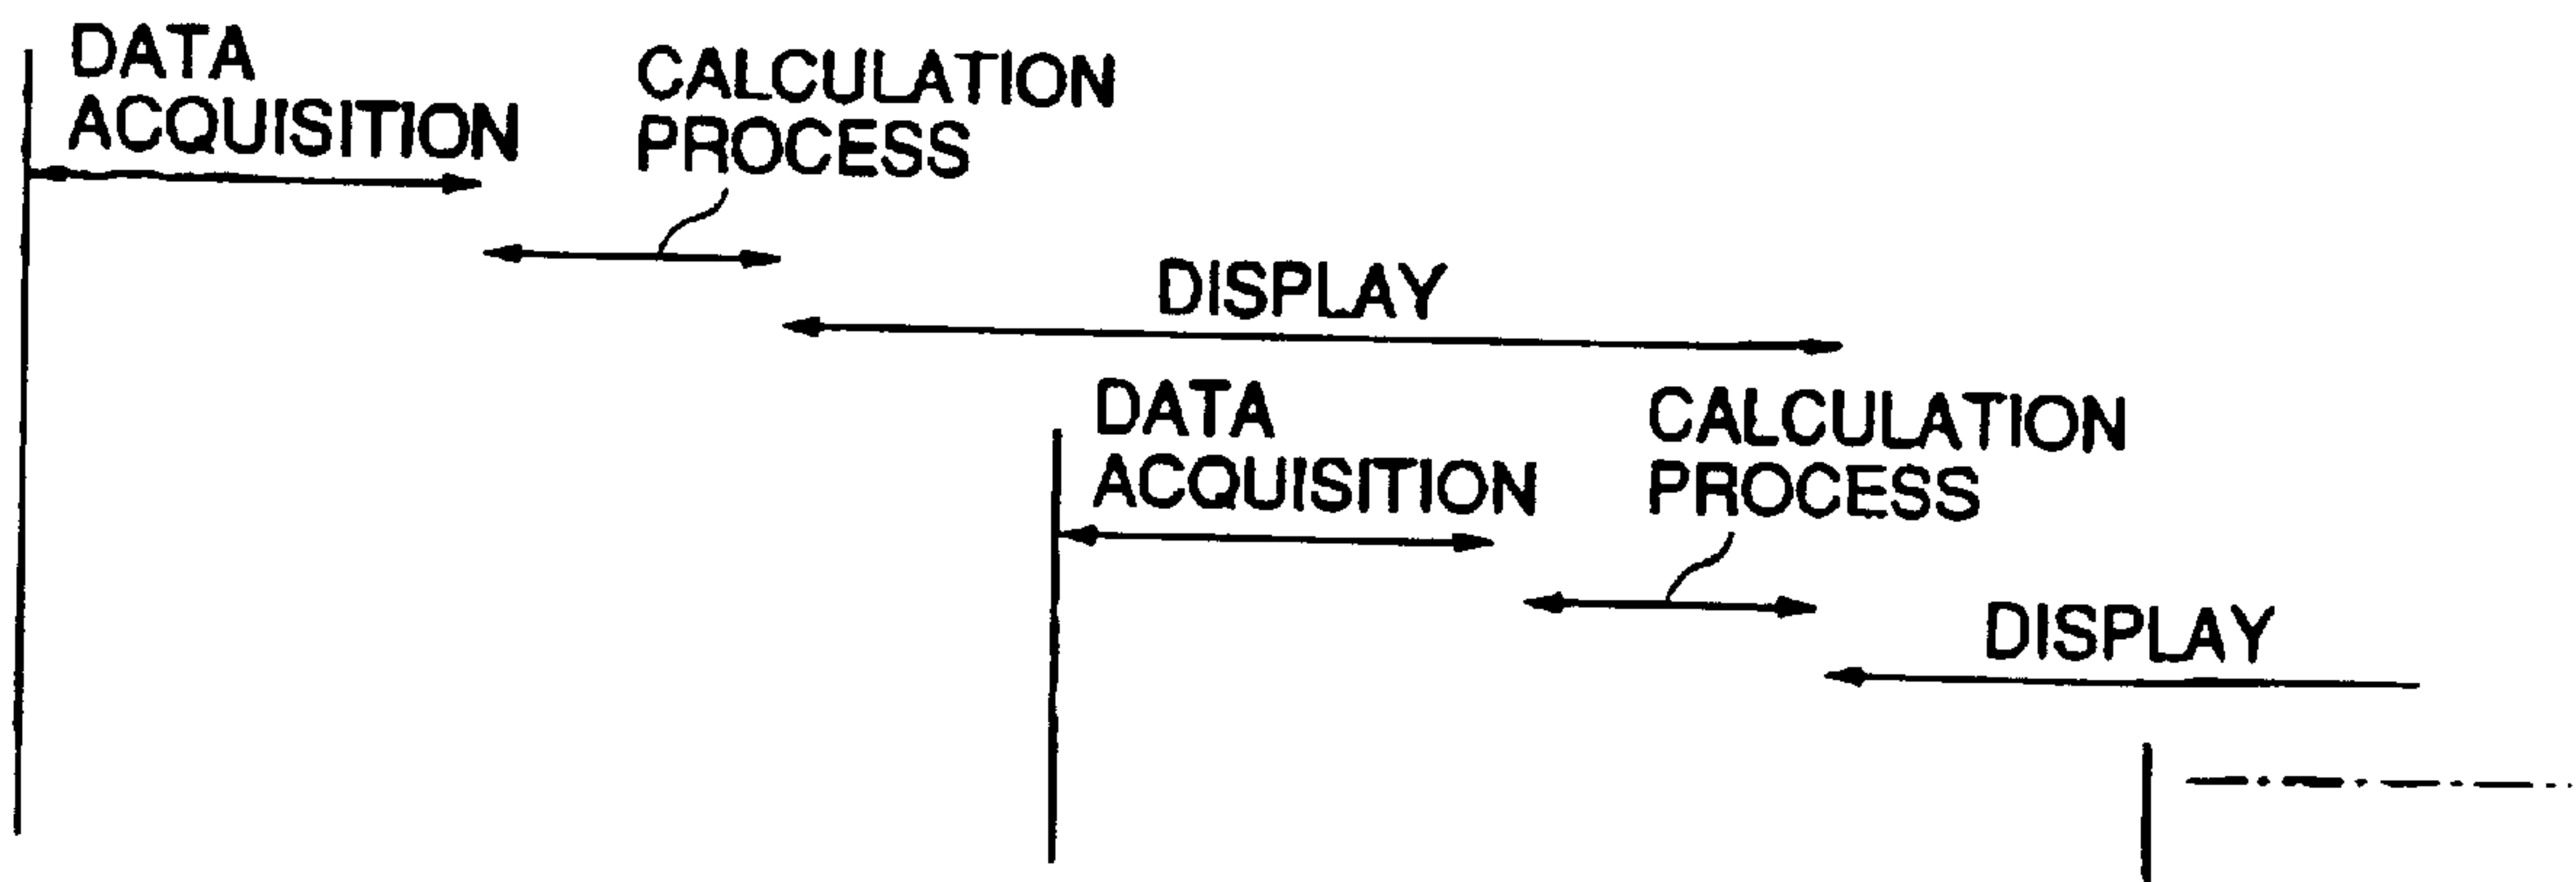 DATA
ACQUISITION
CALCULATION
PROCESS
DISPLAY
DATA
ACQUISITION
CALCULATION
PROCESS
DISPLAY